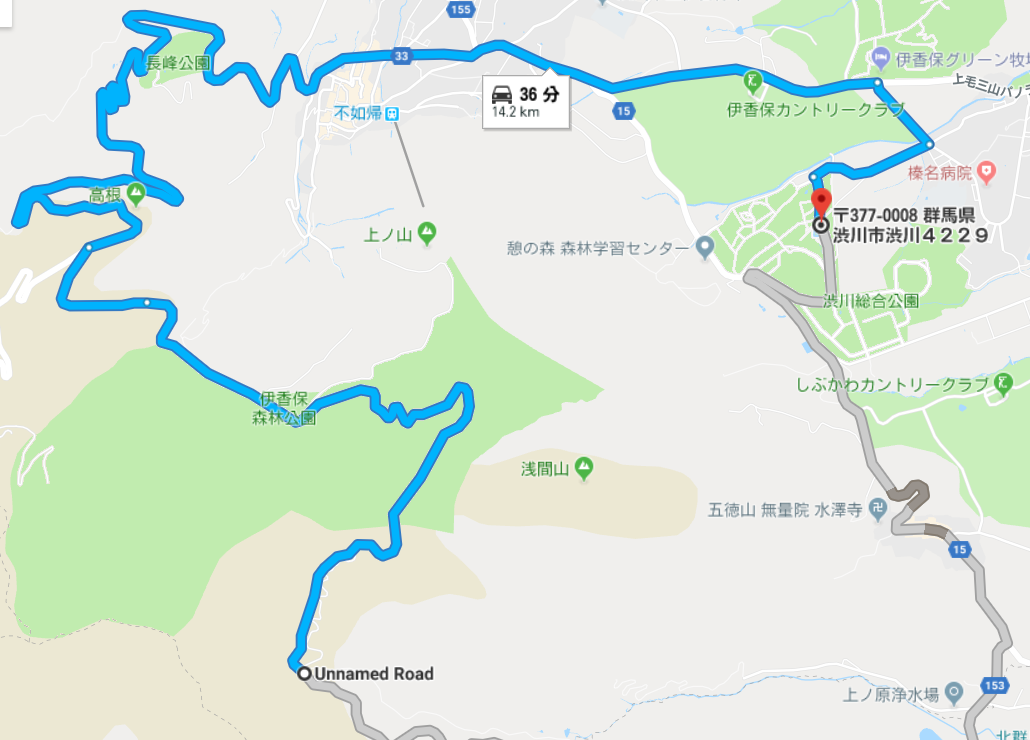 155
長峰公園
33
36 分
14.2 km
不如帰
15
伊香保グリーン牧場
上毛三山パノラ
伊香保カントリークラブ
榛名病院
高根
〒377-0008 群馬県
渋川市渋川4229
上ノ山
憩の森 森林学習センター
渋川総合公園
しぶかわカントリークラブ
伊香保
森林公園
浅間山
五徳山 無量院 水澤寺
15
Unnamed Road
153
上ノ原浄水場
北群